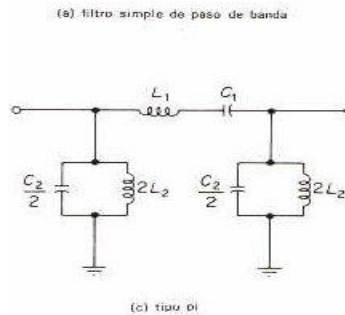 (a) filtro simple de paso de banda
L1 C1
C2/2 2L2 C2/2 2L2
(c) tipo pi